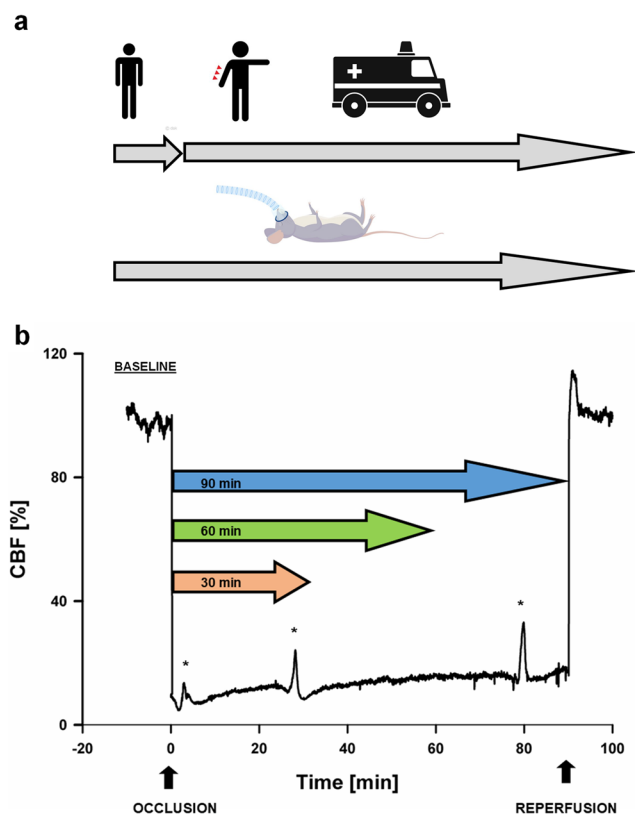 a
b
120
BASELINE
80
90 min
60 min
CBF [%]
40
30 min
*
*
*
0
-20
0
20
40
60
80
100
Time [min]
OCCLUSION
REPERFUSION